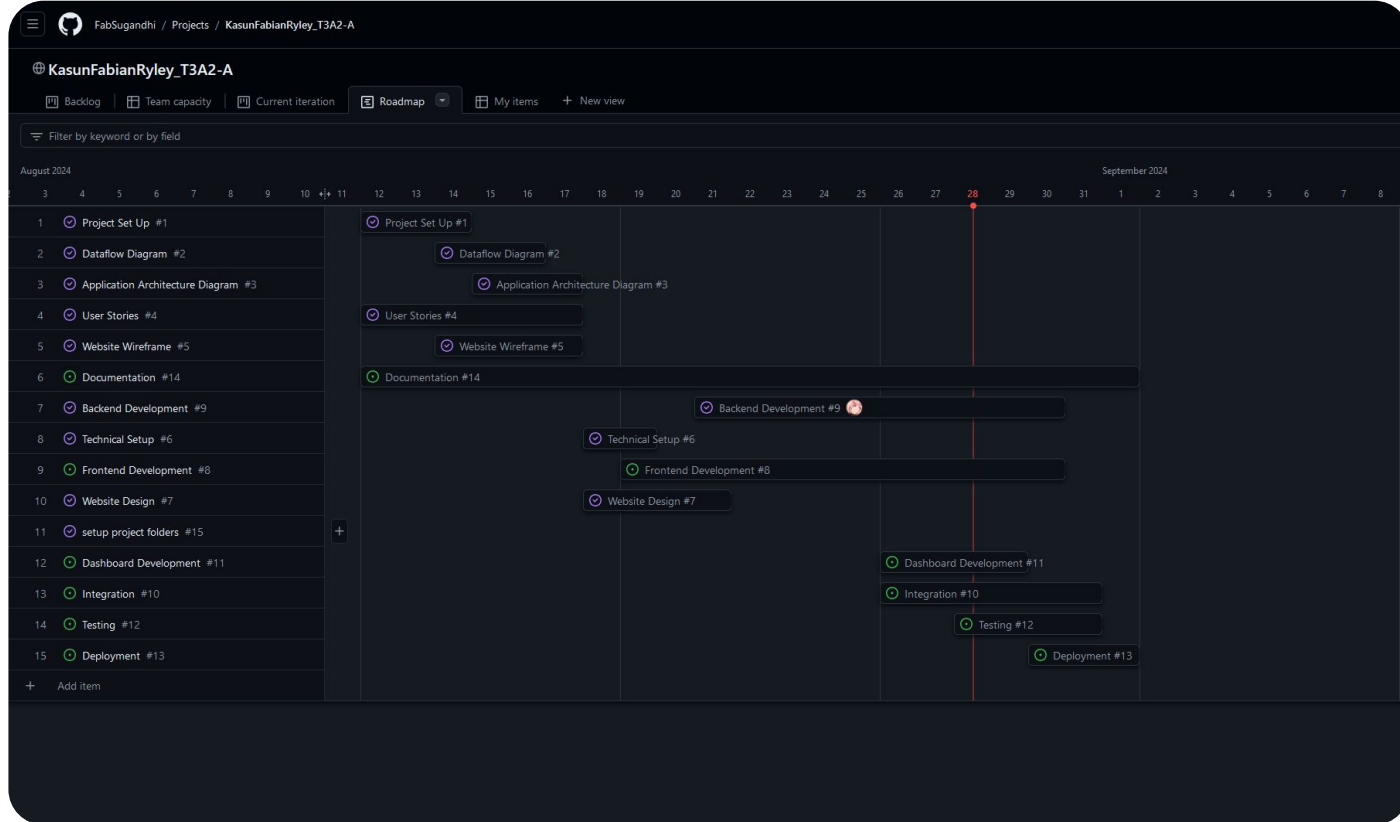 FabSugandhi / Projects / KasunFabianRyley_T3A2-A
KasunFabianRyley_T3A2-A
Backlog Team capacity Current iteration Roadmap My items + New view
Filter by keyword or by field
August 2024 September 2024
3 4 5 6 7 8 9 10 11 12 13 14 15 16 17 18 19 20 21 22 23 24 25 26 27 28 29 30 31 1 2 3 4 5 6 7 8
1 Project Set Up #1 Project Set Up #1
2 Dataflow Diagram #2 Dataflow Diagram #2
3 Application Architecture Diagram #3 Application Architecture Diagram #3
4 User Stories #4 User Stories #4
5 Website Wireframe #5 Website Wireframe #5
6 Documentation #14 Documentation #14
7 Backend Development #9 Backend Development #9
8 Technical Setup #6 Technical Setup #6
9 Frontend Development #8 Frontend Development #8
10 Website Design #7 Website Design #7
11 setup project folders #15 +
12 Dashboard Development #11 Dashboard Development #11
13 Integration #10 Integration #10
14 Testing #12 Testing #12
15 Deployment #13 Deployment #13
+ Add item